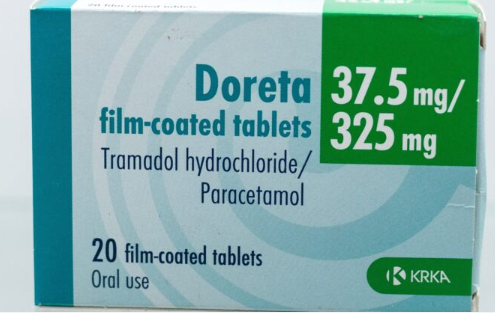 Doreta
film-coated tablets
Tramadol hydrochloride/
Paracetamol
37.5 mg/
325 mg
20 film-coated tablets
Oral use
KRKA